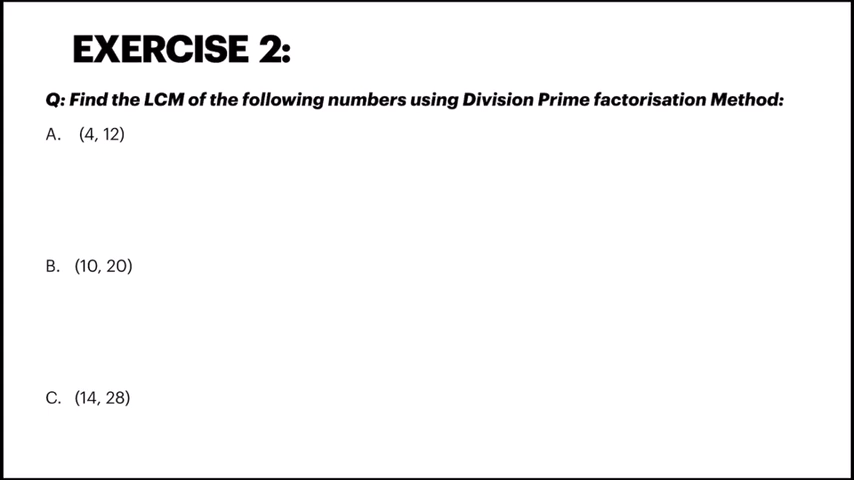 EXERCISE 2:
Q: Find the LCM of the following numbers using Division Prime factorisation Method:
A. (4, 12)
B. (10, 20)
C. (14, 28)